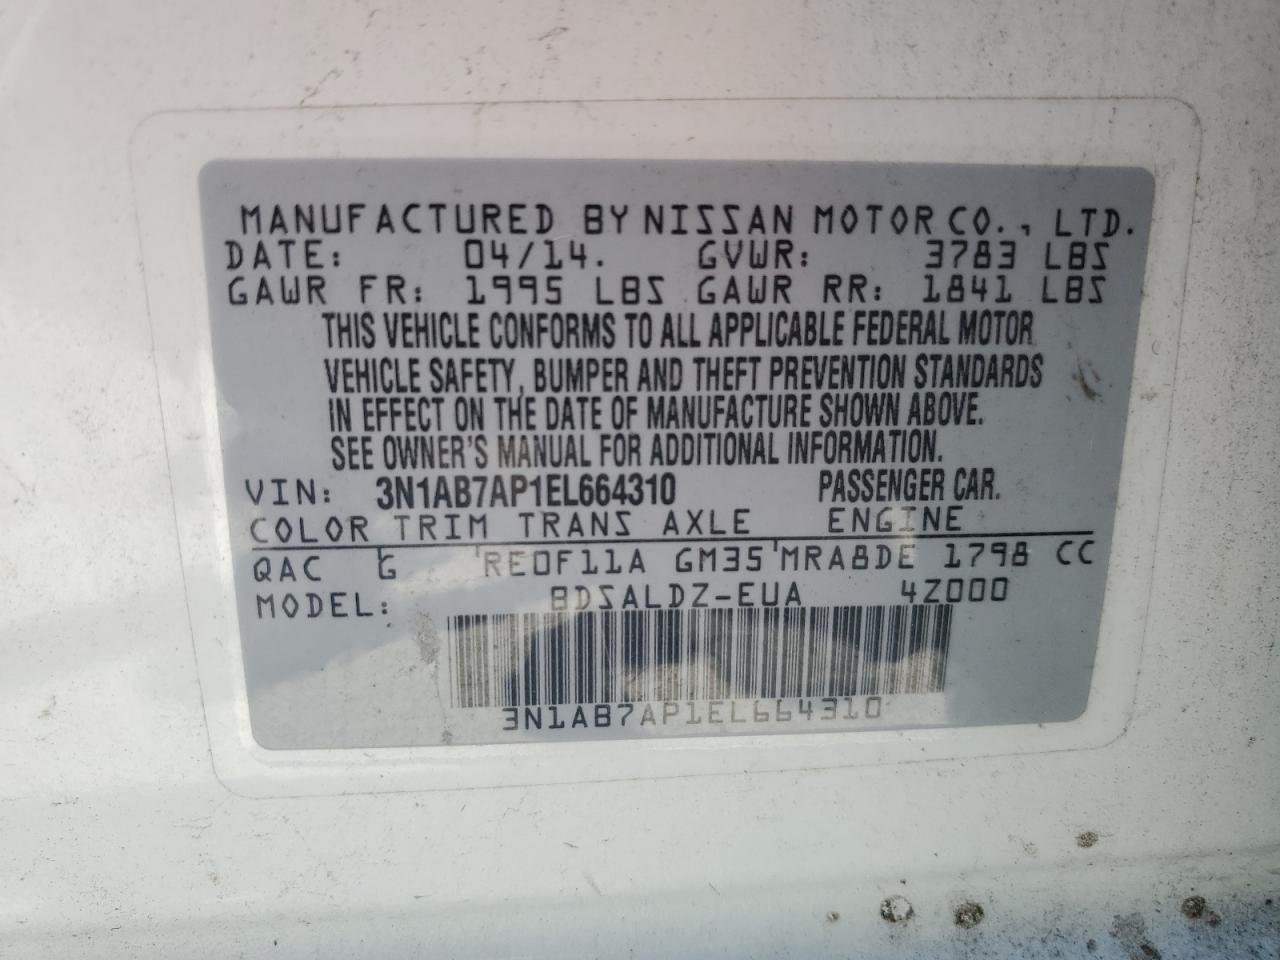 MANUFACTURED BY NISSAN MOTOR CO., LTD.
DATE: 04/14. GVWR: 3783 LBS
GAWR FR: 1995 LBS GAWR RR: 1841 LBS
THIS VEHICLE CONFORMS TO ALL APPLICABLE FEDERAL MOTOR
VEHICLE SAFETY, BUMPER AND THEFT PREVENTION STANDARDS
IN EFFECT ON THE DATE OF MANUFACTURE SHOWN ABOVE.
SEE OWNER'S MANUAL FOR ADDITIONAL INFORMATION.
VIN: 3N1AB7AP1EL664310 PASSENGER CAR.
COLOR TRIM TRANS AXLE ENGINE
QAC G RE0F11A GM35 MRA8DE 1798 CC
MODEL: BDSALDZ-EUA 4Z000
3N1AB7AP1EL664310